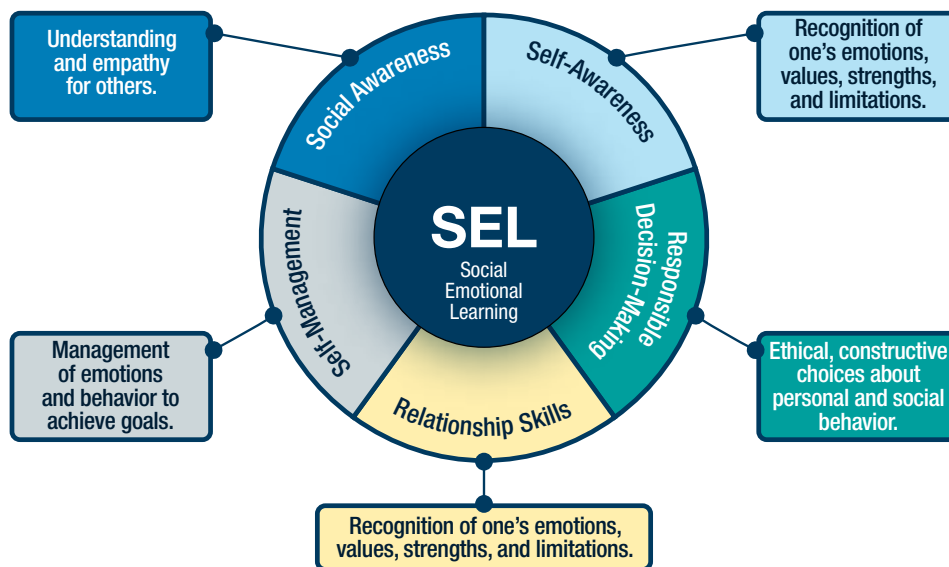 Understanding
and empathy
for others.
Social Awareness
Self-Awareness
Recognition of
one’s emotions,
values, strengths,
and limitations.
SEL
Social
Emotional
Learning
Self-Management
Responsible
Decision-Making
Management
of emotions
and behavior to
achieve goals.
Ethical, constructive
choices about
personal and social
behavior.
Relationship Skills
Recognition of one’s emotions,
values, strengths, and limitations.